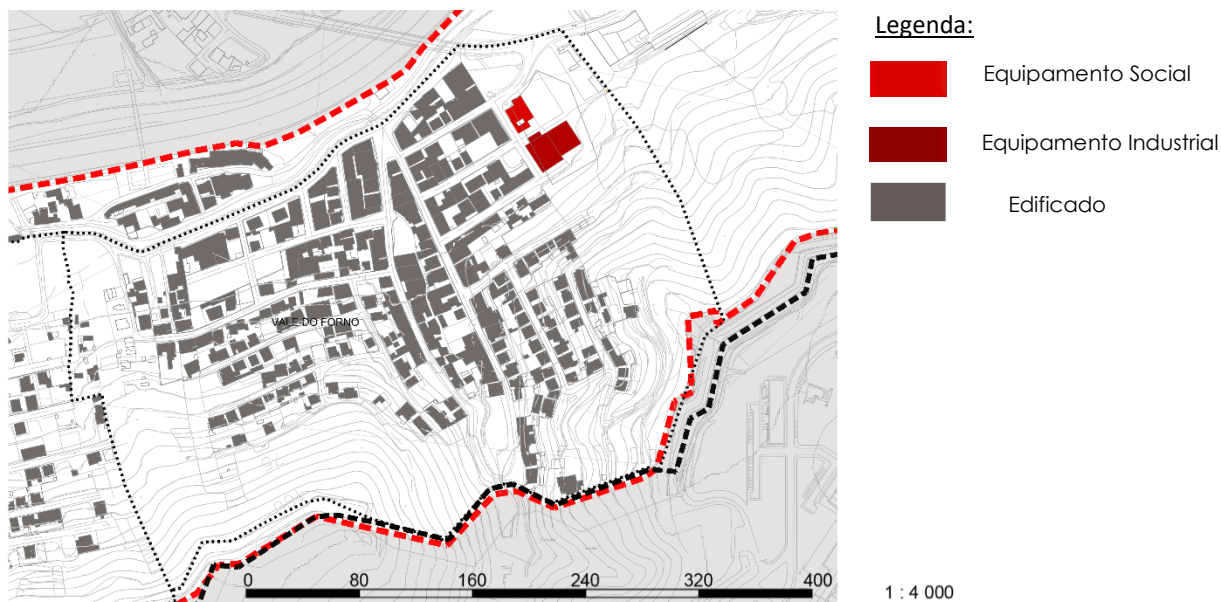 Legenda:
Equipamento Social
Equipamento Industrial
Edificado
VALE DO FORNO
0 80 160 240 320 400
1 : 4 000